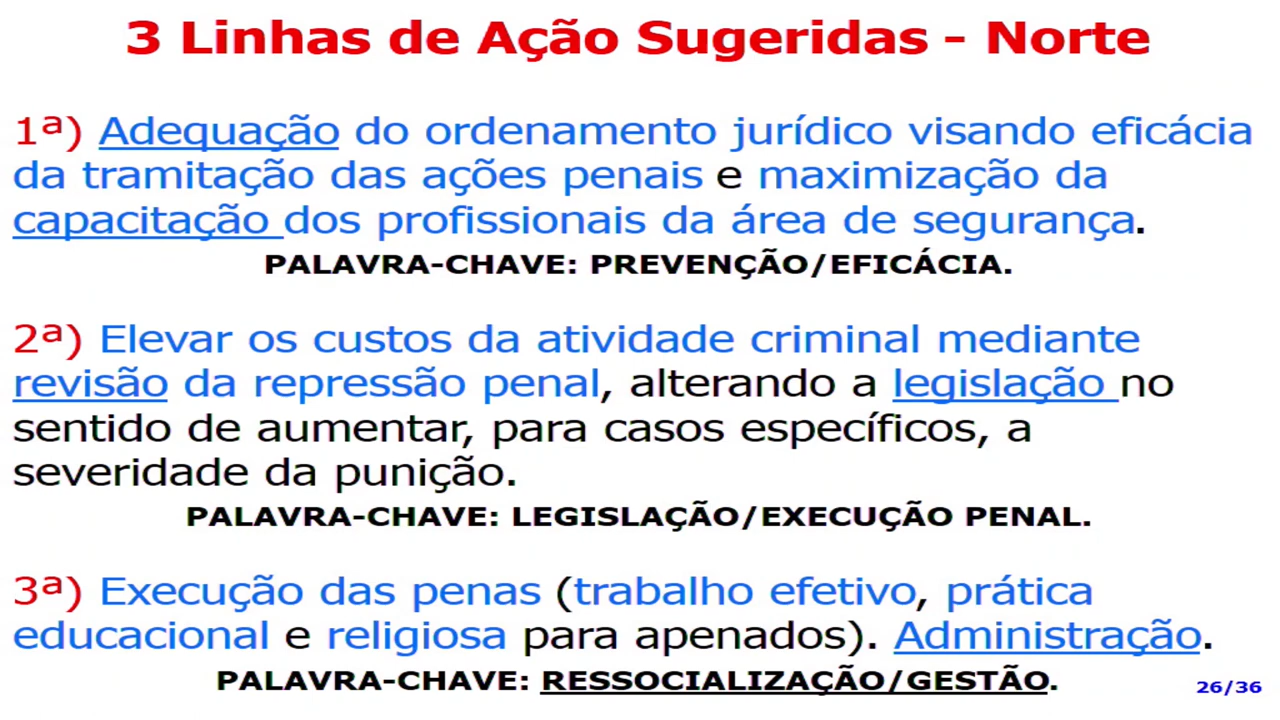 3 Linhas de Ação Sugeridas - Norte
1ª) Adequação do ordenamento jurídico visando eficácia
da tramitação das ações penais e maximização da
capacitação dos profissionais da área de segurança.
PALAVRA-CHAVE: PREVENÇÃO/EFICÁCIA.
2ª) Elevar os custos da atividade criminal mediante
revisão da repressão penal, alterando a legislação no
sentido de aumentar, para casos específicos, a
severidade da punição.
PALAVRA-CHAVE: LEGISLAÇÃO/EXECUÇÃO PENAL.
3ª) Execução das penas (trabalho efetivo, prática
educacional e religiosa para apenados). Administração.
PALAVRA-CHAVE: RESSOCIALIZAÇÃO/GESTÃO.
26/36